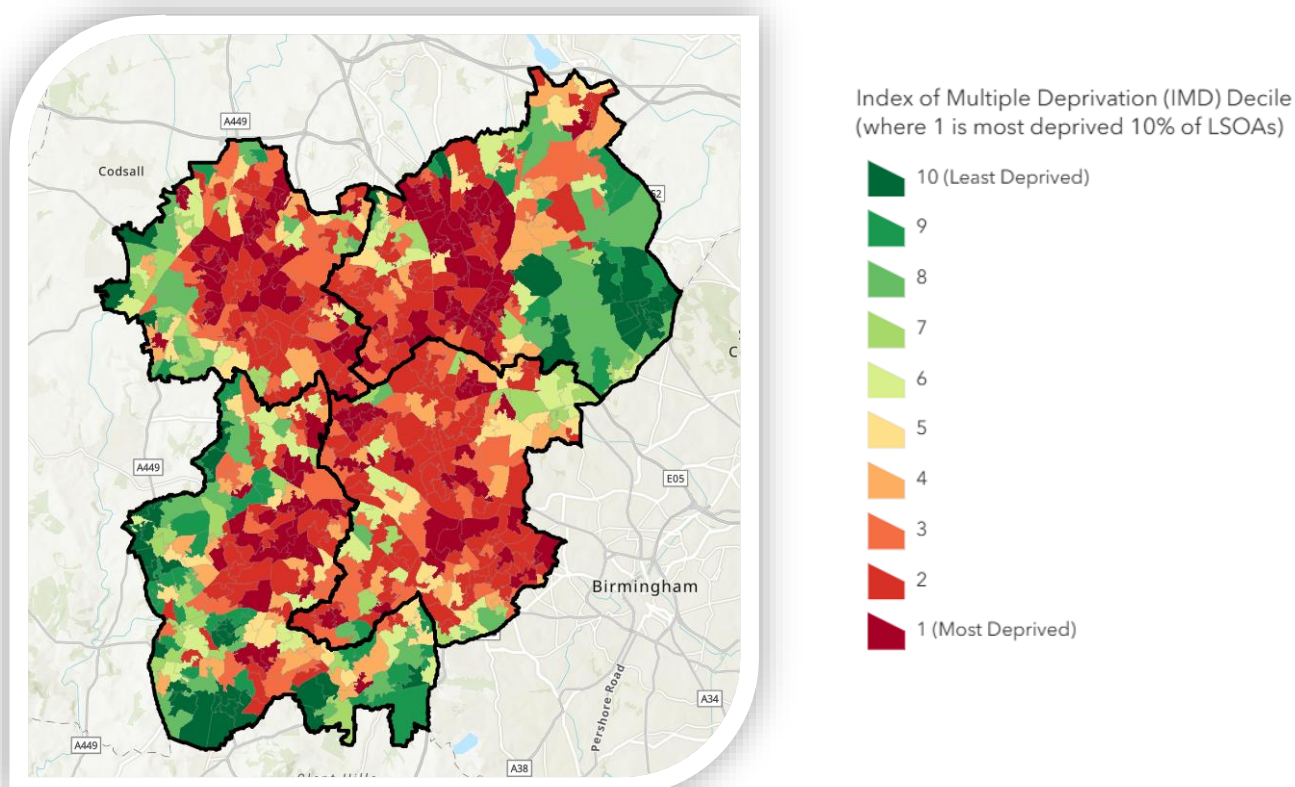 A449
Codsall
A449
E05
Birmingham
Pershore Road
A34
A449
A38
Index of Multiple Deprivation (IMD) Decile
(where 1 is most deprived 10% of LSOAs)
10 (Least Deprived)
9
8
7
6
5
4
3
2
1 (Most Deprived)